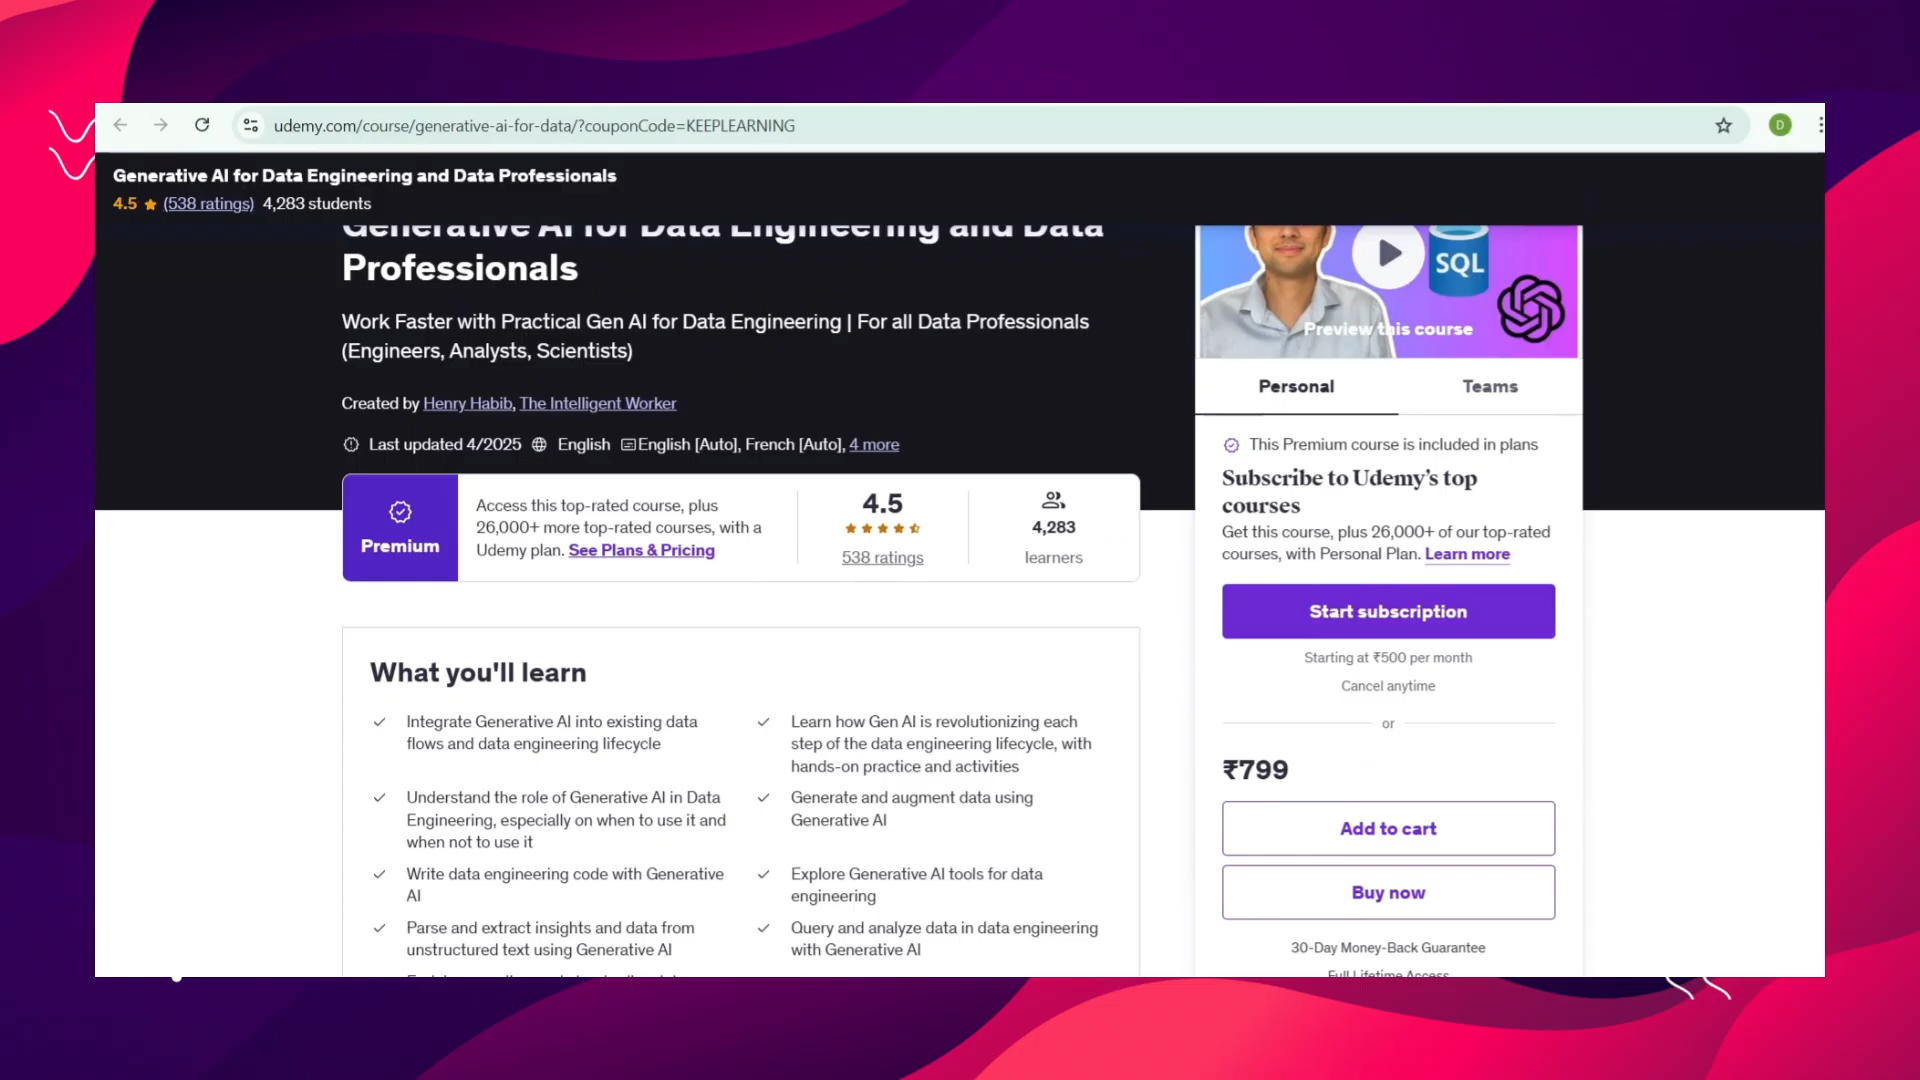 udemy.com/course/generative-ai-for-data/?couponCode=KEEPLEARNING
D
Generative AI for Data Engineering and Data Professionals
4.5 ★ (538 ratings) 4,283 students
Generative AI for Data Engineering and Data
Professionals
Work Faster with Practical Gen AI for Data Engineering | For all Data Professionals
(Engineers, Analysts, Scientists)
Created by Henry Habib, The Intelligent Worker
Last updated 4/2025 English English [Auto], French [Auto], 4 more
Premium
Access this top-rated course, plus
26,000+ more top-rated courses, with a
Udemy plan. See Plans & Pricing
4.5
538 ratings
4,283
learners
What you'll learn
Integrate Generative AI into existing data
flows and data engineering lifecycle
Understand the role of Generative AI in Data
Engineering, especially on when to use it and
when not to use it
Write data engineering code with Generative
AI
Parse and extract insights and data from
unstructured text using Generative AI
Learn how Gen AI is revolutionizing each
step of the data engineering lifecycle, with
hands-on practice and activities
Generate and augment data using
Generative AI
Explore Generative AI tools for data
engineering
Query and analyze data in data engineering
with Generative AI
SQL
Preview this course
Personal
Teams
This Premium course is included in plans
Subscribe to Udemy's top
courses
Get this course, plus 26,000+ of our top-rated
courses, with Personal Plan. Learn more
Start subscription
Starting at ₹500 per month
Cancel anytime
or
₹799
Add to cart
Buy now
30-Day Money-Back Guarantee
Full Lifetime Access